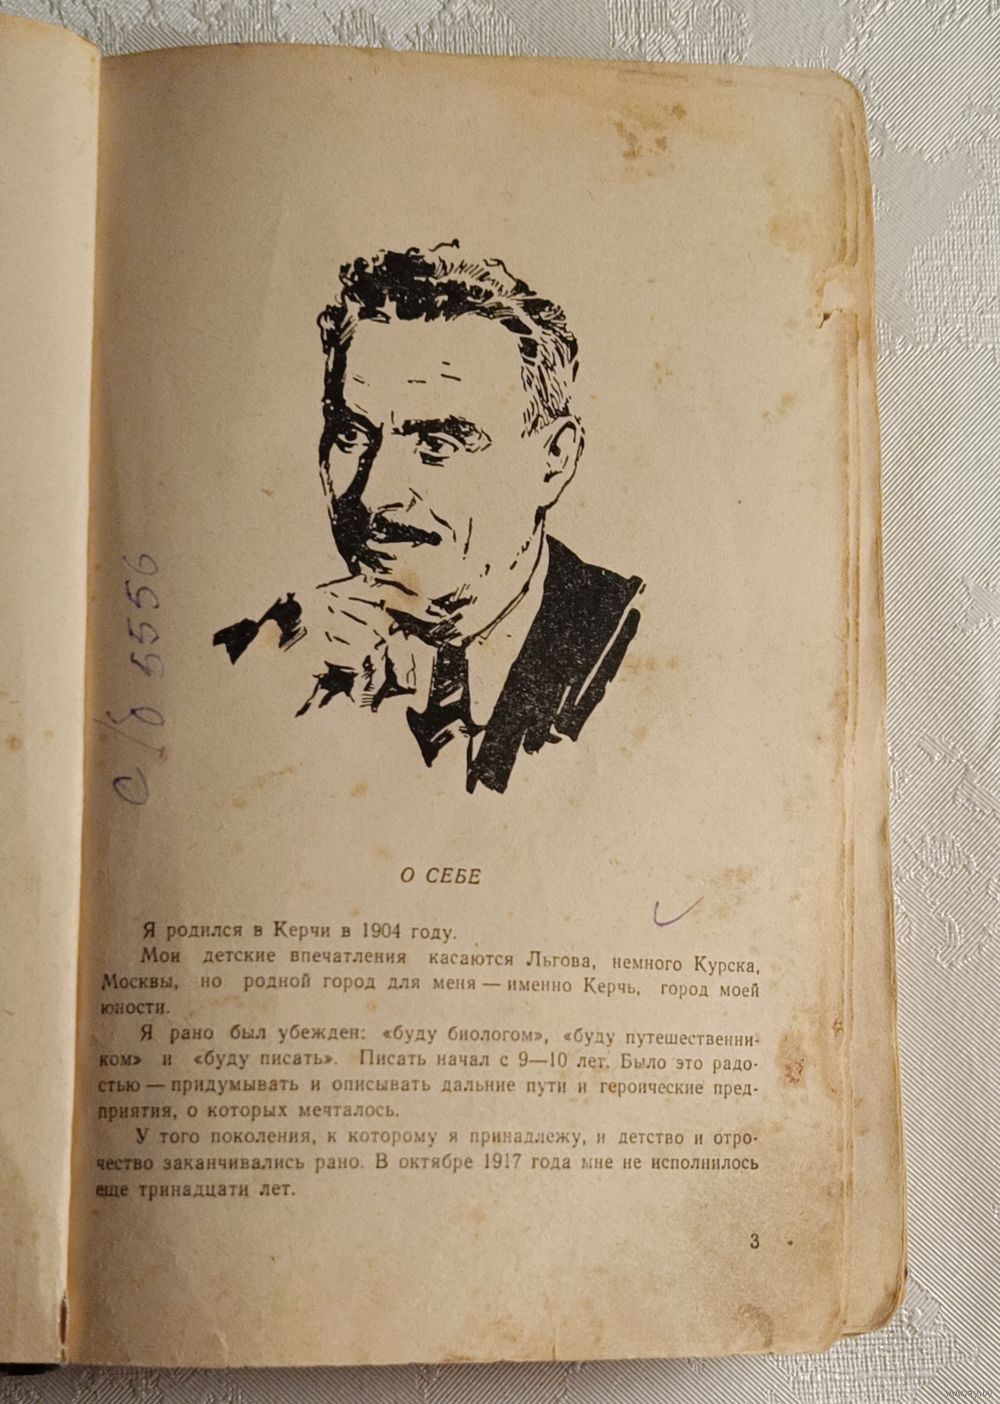 с/б 5556
О СЕБЕ
Я родился в Керчи в 1904 году.
Мои детские впечатления касаются Льгова, немного Курска,
Москвы, но родной город для меня — именно Керчь, город моей
юности.
Я рано был убежден: «буду биологом», «буду путешественни-
ком» и «буду писать». Писать начал с 9—10 лет. Было это радо-
стью — придумывать и описывать дальние пути и героические пред-
приятия, о которых мечталось.
У того поколения, к которому я принадлежу, и детство и отро-
чество заканчивались рано. В октябре 1917 года мне не исполнилось
еще тринадцати лет.
3